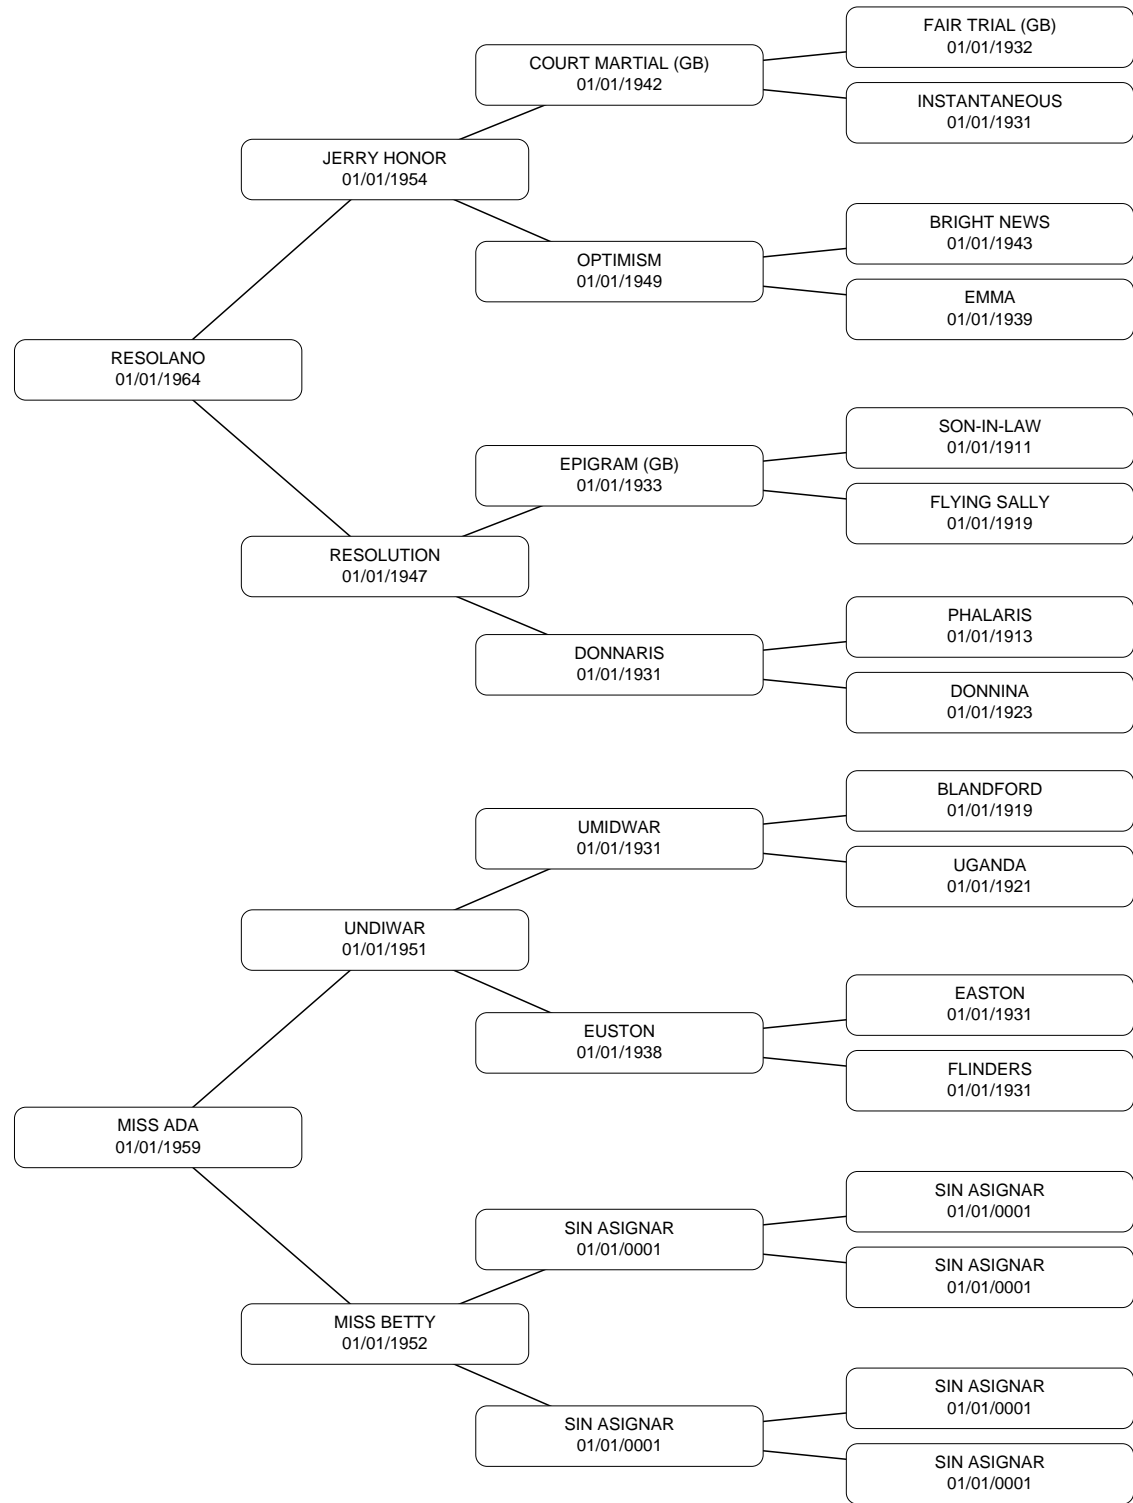 FAIR TRIAL (GB)
01/01/1932
COURT MARTIAL (GB)
01/01/1942
INSTANTANEOUS
01/01/1931
JERRY HONOR
01/01/1954
BRIGHT NEWS
01/01/1943
OPTIMISM
01/01/1949
EMMA
01/01/1939
RESOLANO
01/01/1964
SON-IN-LAW
01/01/1911
EPIGRAM (GB)
01/01/1933
FLYING SALLY
01/01/1919
RESOLUTION
01/01/1947
PHALARIS
01/01/1913
DONNARIS
01/01/1931
DONNINA
01/01/1923
BLANDFORD
01/01/1919
UMIDWAR
01/01/1931
UGANDA
01/01/1921
UNDIWAR
01/01/1951
EASTON
01/01/1931
EUSTON
01/01/1938
FLINDERS
01/01/1931
MISS ADA
01/01/1959
SIN ASIGNAR
01/01/0001
SIN ASIGNAR
01/01/0001
SIN ASIGNAR
01/01/0001
MISS BETTY
01/01/1952
SIN ASIGNAR
01/01/0001
SIN ASIGNAR
01/01/0001
SIN ASIGNAR
01/01/0001